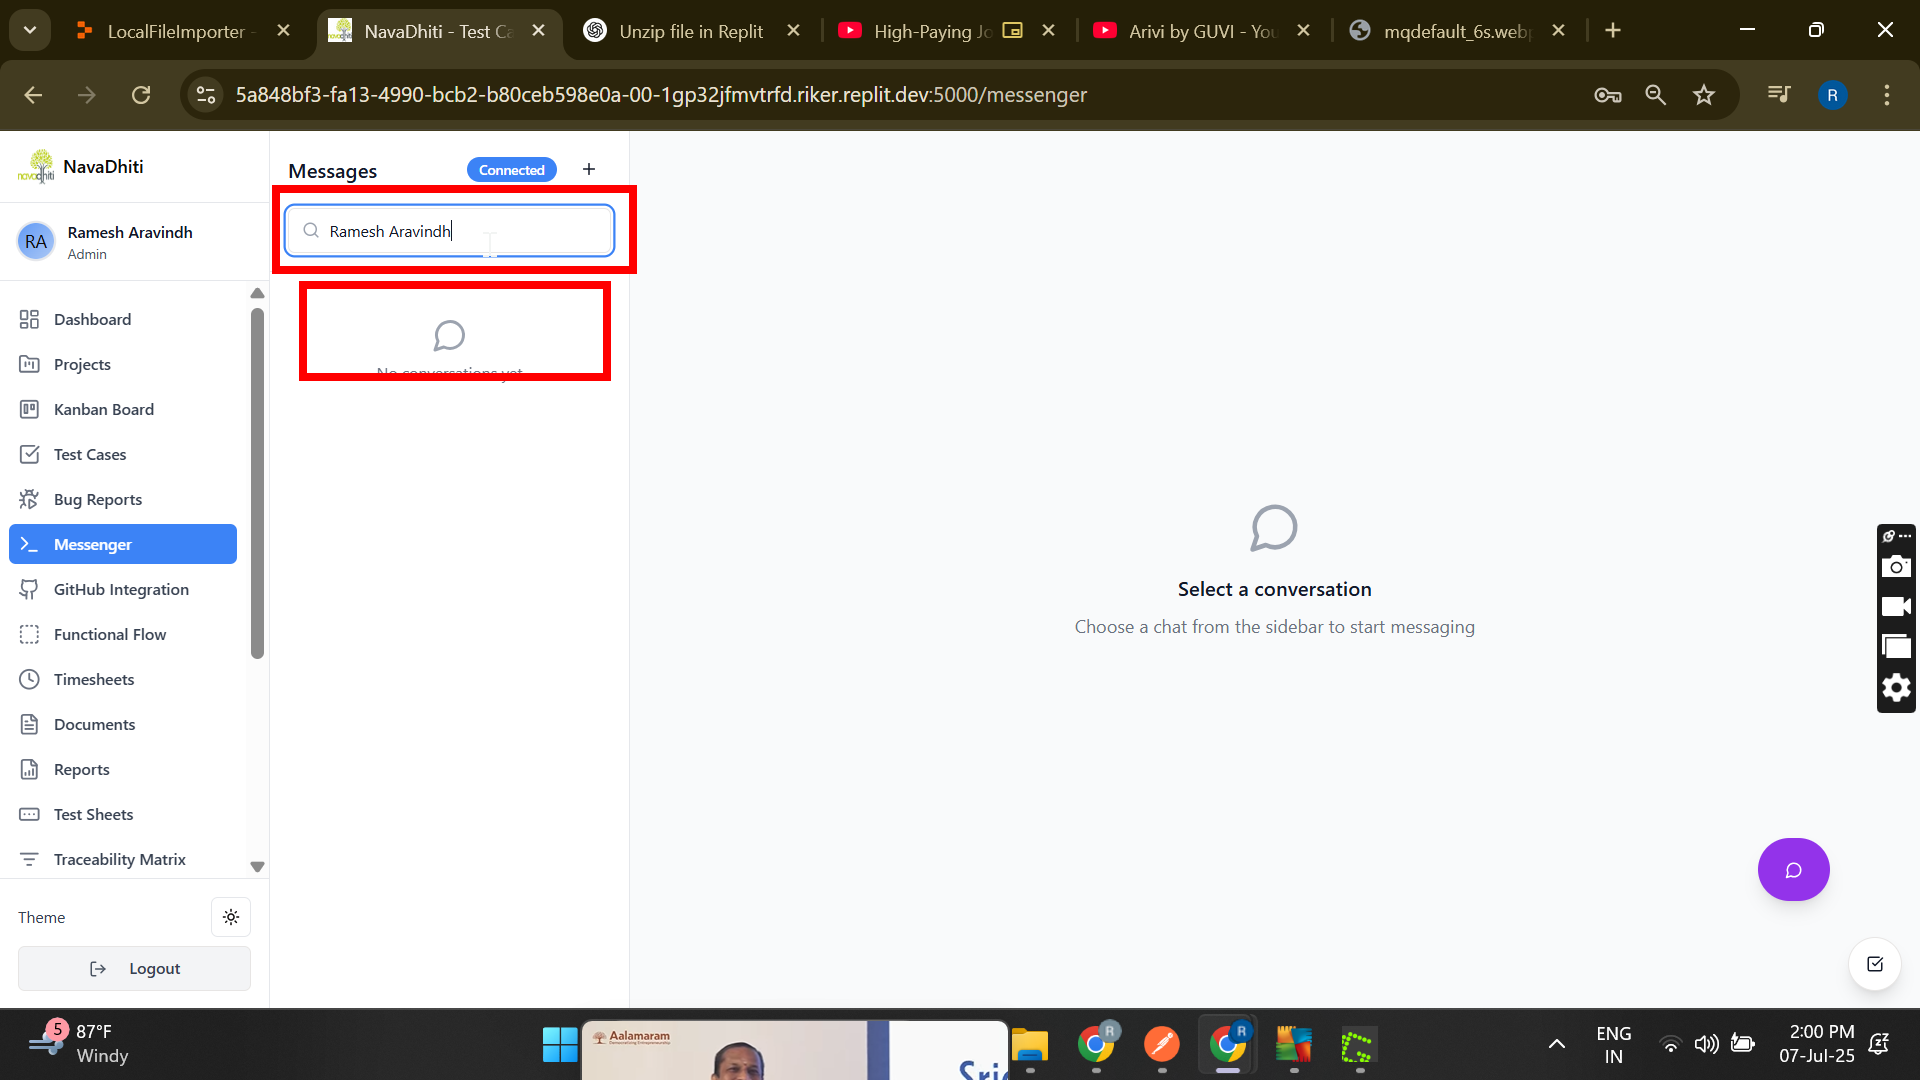 LocalFileImporter -
NavaDhiti - Test Ca
Unzip file in Replit
High-Paying Jo
Arivi by GUVI - You
mqdefault_6s.webp
5a848bf3-fa13-4990-bcb2-b80ceb598e0a-00-1gp32jfmvtrfd.riker.replit.dev:5000/messenger
R
navadhiti
NavaDhiti
RA
Ramesh Aravindh
Admin
Dashboard
Projects
Kanban Board
Test Cases
Bug Reports
Messenger
GitHub Integration
Functional Flow
Timesheets
Documents
Reports
Test Sheets
Traceability Matrix
Theme
Logout
Messages
Connected
Ramesh Aravindh
No conversations yet
Select a conversation
Choose a chat from the sidebar to start messaging
5
87°F
Windy
Aalamaram
R
R
ENG
IN
2:00 PM
07-Jul-25